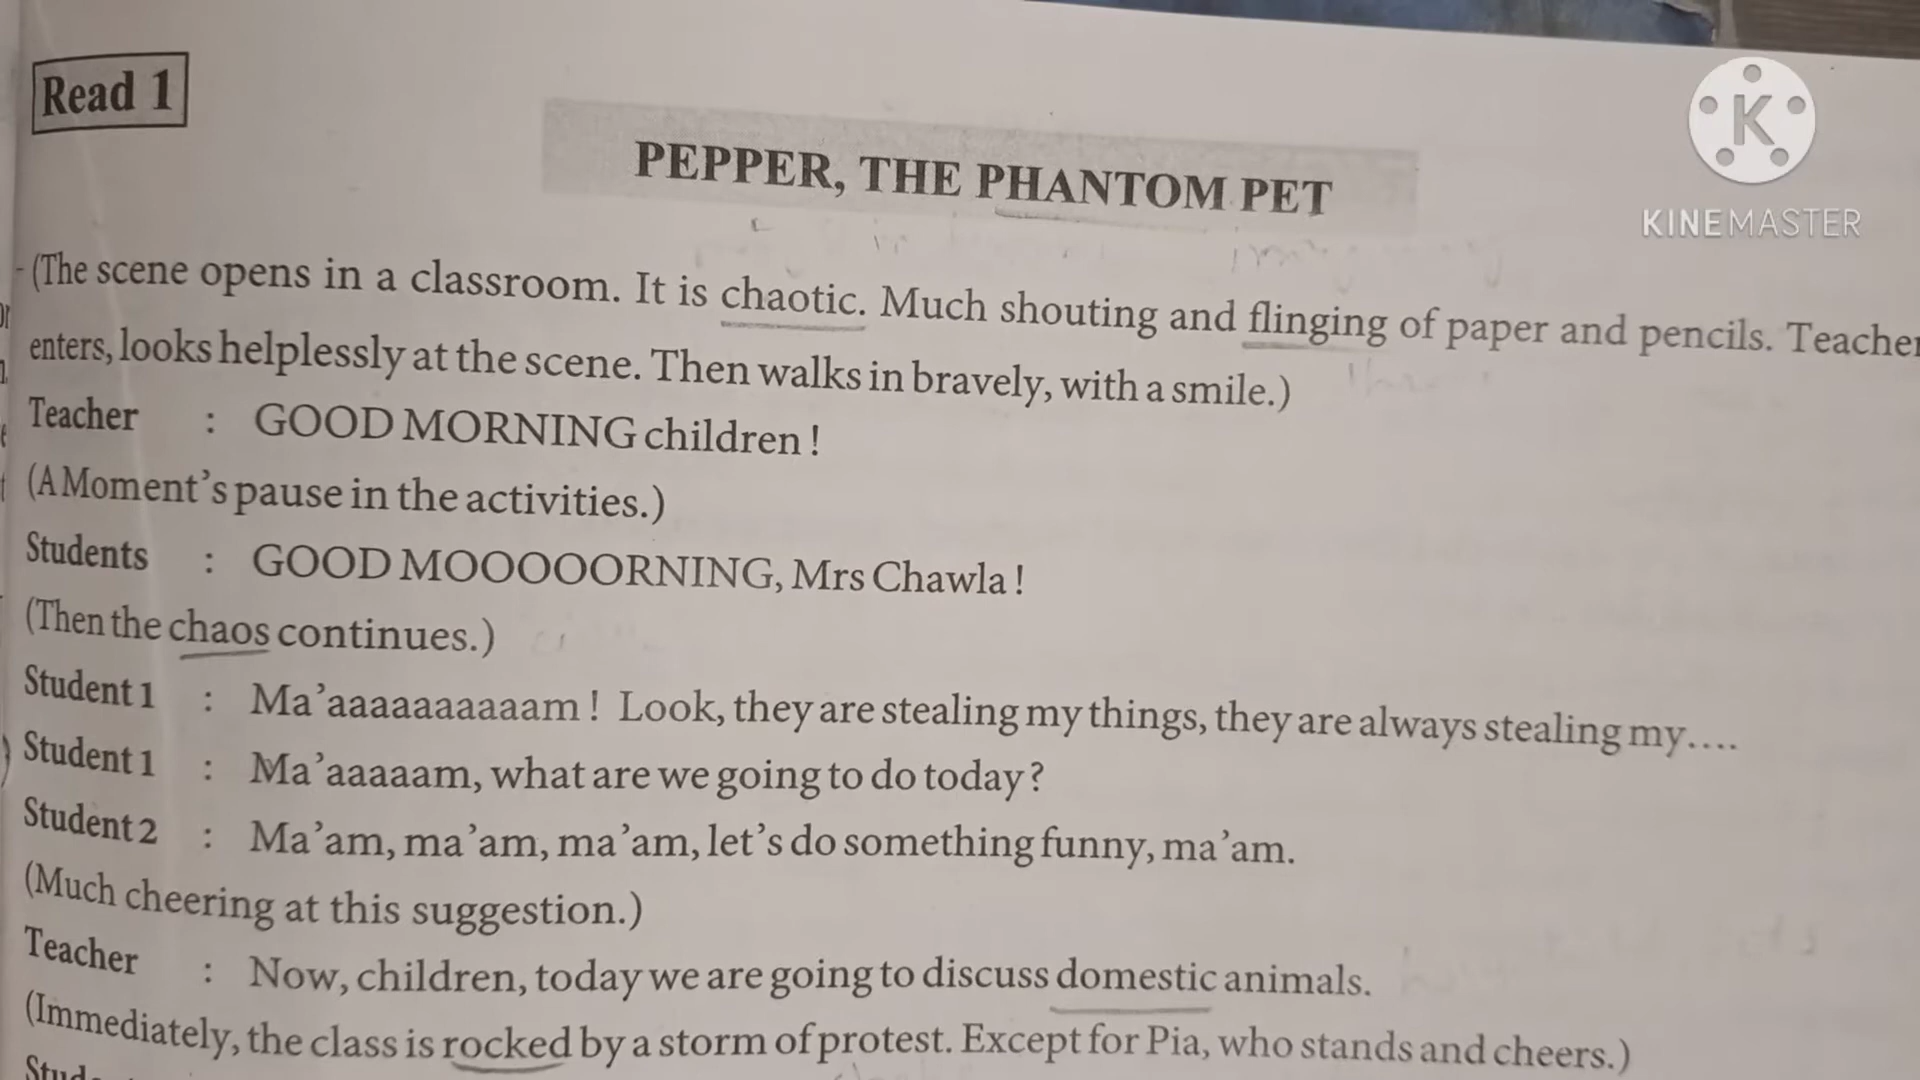 Read 1
PEPPER, THE PHANTOM PET
KINEMASTER
(The scene opens in a classroom. It is chaotic. Much shouting and flinging of paper and pencils. Teacher
enters, looks helplessly at the scene. Then walks in bravely, with a smile.)
Teacher : GOOD MORNING children !
(A Moment's pause in the activities.)
Students : GOOD MOOOOORNING, Mrs Chawla !
(Then the chaos continues.)
Student 1 : Ma'aaaaaaaaaam ! Look, they are stealing my things, they are always stealing my....
Student 1 : Ma'aaaaam, what are we going to do today?
Student 2 : Ma'am, ma'am, ma'am, let's do something funny, ma'am.
(Much cheering at this suggestion.)
Teacher : Now, children, today we are going to discuss domestic animals.
(Immediately, the class is rocked by a storm of protest. Except for Pia, who stands and cheers.)